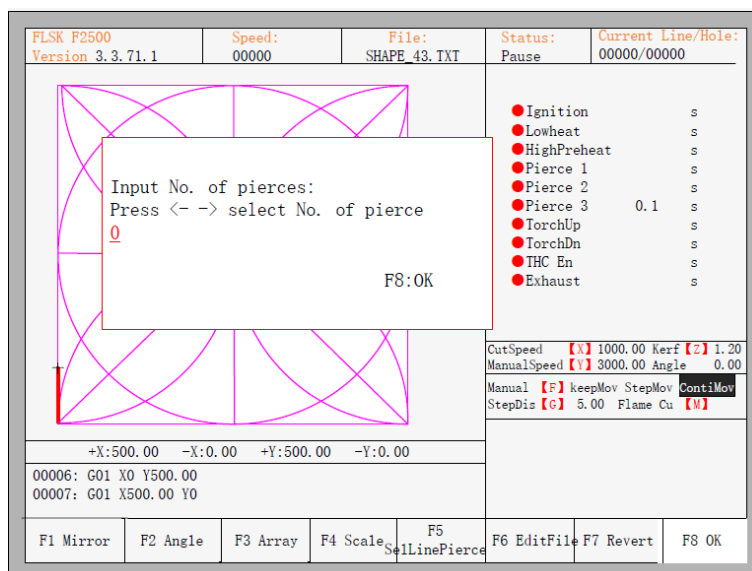 FLSK F2500
Version 3.3.71.1
Speed:
00000
File:
SHAPE_43.TXT
Status:
Pause
Current Line/Hole:
00000/00000
Input No. of pierces:
Press <- -> select No. of pierce
0
F8:OK
Ignition s
Lowheat s
HighPreheat s
Pierce 1 s
Pierce 2 s
Pierce 3 0.1 s
TorchUp s
TorchDn s
THC En s
Exhaust s
CutSpeed 【X】 1000.00 Kerf【Z】 1.20
ManualSpeed【Y】 3000.00 Angle 0.00
Manual 【F】 keepMov StepMov ContiMov
StepDis【G】 5.00 Flame Cu 【M】
+X:500.00 -X:0.00 +Y:500.00 -Y:0.00
00006: G01 X0 Y500.00
00007: G01 X500.00 Y0
F1 Mirror
F2 Angle
F3 Array
F4 Scale
F5
SelLinePierce
F6 EditFile
F7 Revert
F8 OK